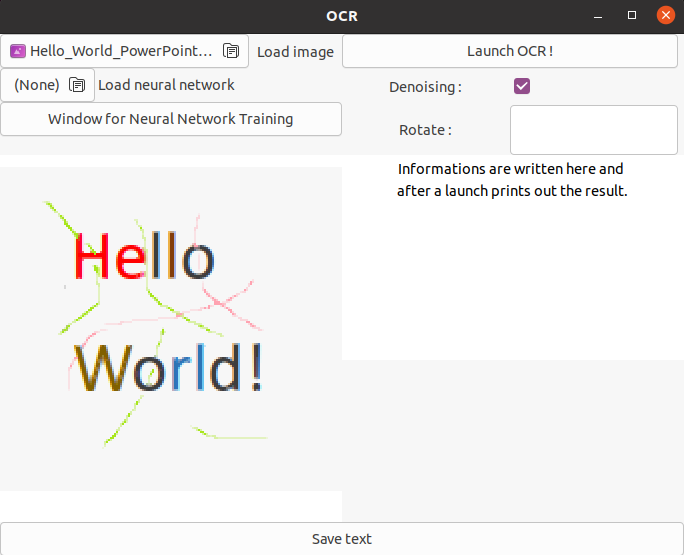 OCR
Hello_World_PowerPoint... Load image
Launch OCR !
(None) Load neural network
Denoising :
Window for Neural Network Training
Rotate :
Informations are written here and
after a launch prints out the result.
Hello
World!
Save text